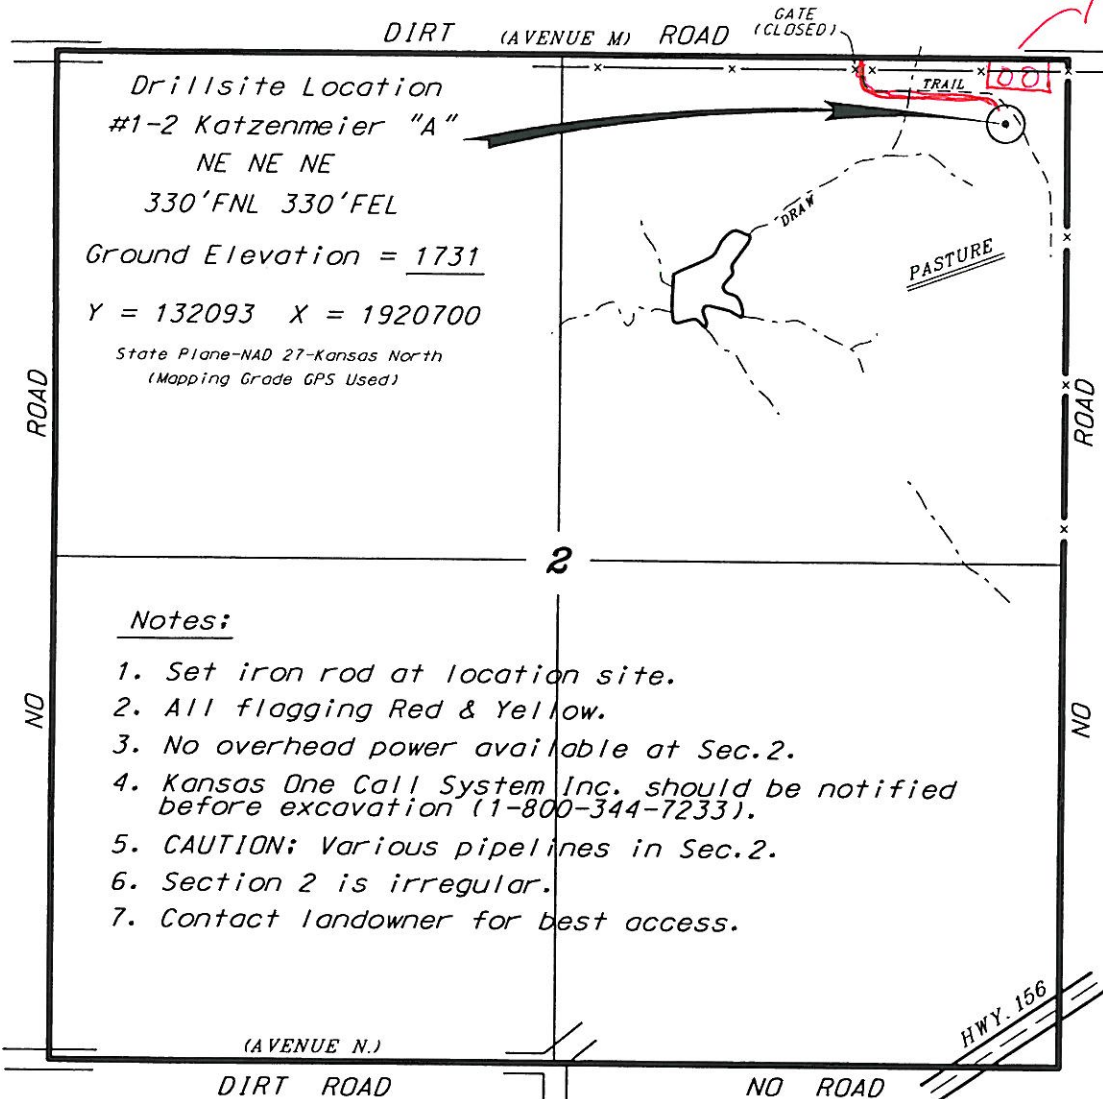 DIRT (AVENUE M) ROAD
GATE
(CLOSED)
Drillsite Location
#1-2 Katzenmeier "A"
NE NE NE
330'FNL 330'FEL
Ground Elevation = 1731
Y = 132093 X = 1920700
State Plane-NAD 27-Kansas North
(Mapping Grade GPS Used)
TRAIL
DRAW
PASTURE
ROAD
ROAD
2
NO
NO
Notes:
1. Set iron rod at location site.
2. All flagging Red & Yellow.
3. No overhead power available at Sec.2.
4. Kansas One Call System Inc. should be notified
before excavation (1-800-344-7233).
5. CAUTION: Various pipelines in Sec.2.
6. Section 2 is irregular.
7. Contact landowner for best access.
HWY. 156
(AVENUE N.)
DIRT ROAD
NO ROAD